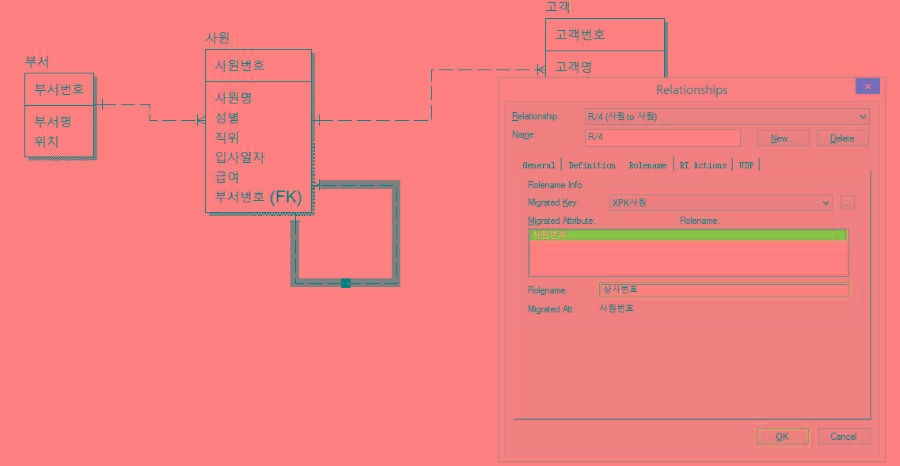 부서
부서번호
부서명
위치
사원
사원번호
사원명
성별
직위
입사일자
급여
부서번호 (FK)
고객
고객번호
고객명
Relationships
Relationship: R/4 (사원 to 사원)
Name: R/4 New... Delete
General Definition Rolename RI Actions UDP
Rolename Info
Migrated Key: XPK사원 ...
Migrated Attribute: Rolename:
사원번호
Rolename: 상사번호
Migrated Att: 사원번호
OK Cancel